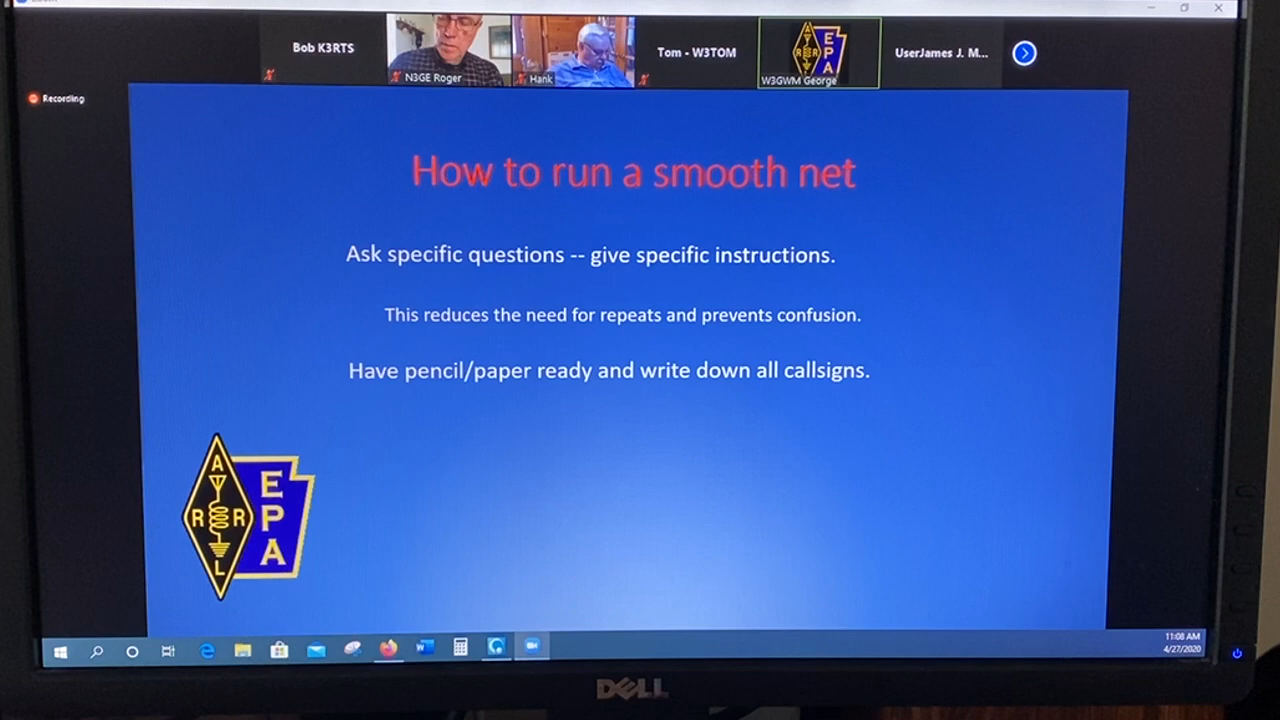 Zoom
Bob K3RTS
N3GE Roger
Hank
Tom - W3TOM
A
R R
E
P
A
W3GWM George
UserJames J. M...
Recording
How to run a smooth net
Ask specific questions -- give specific instructions.
This reduces the need for repeats and prevents confusion.
Have pencil/paper ready and write down all callsigns.
A
R R
L
E
P
A
11:08 AM
4/27/2020
DELL